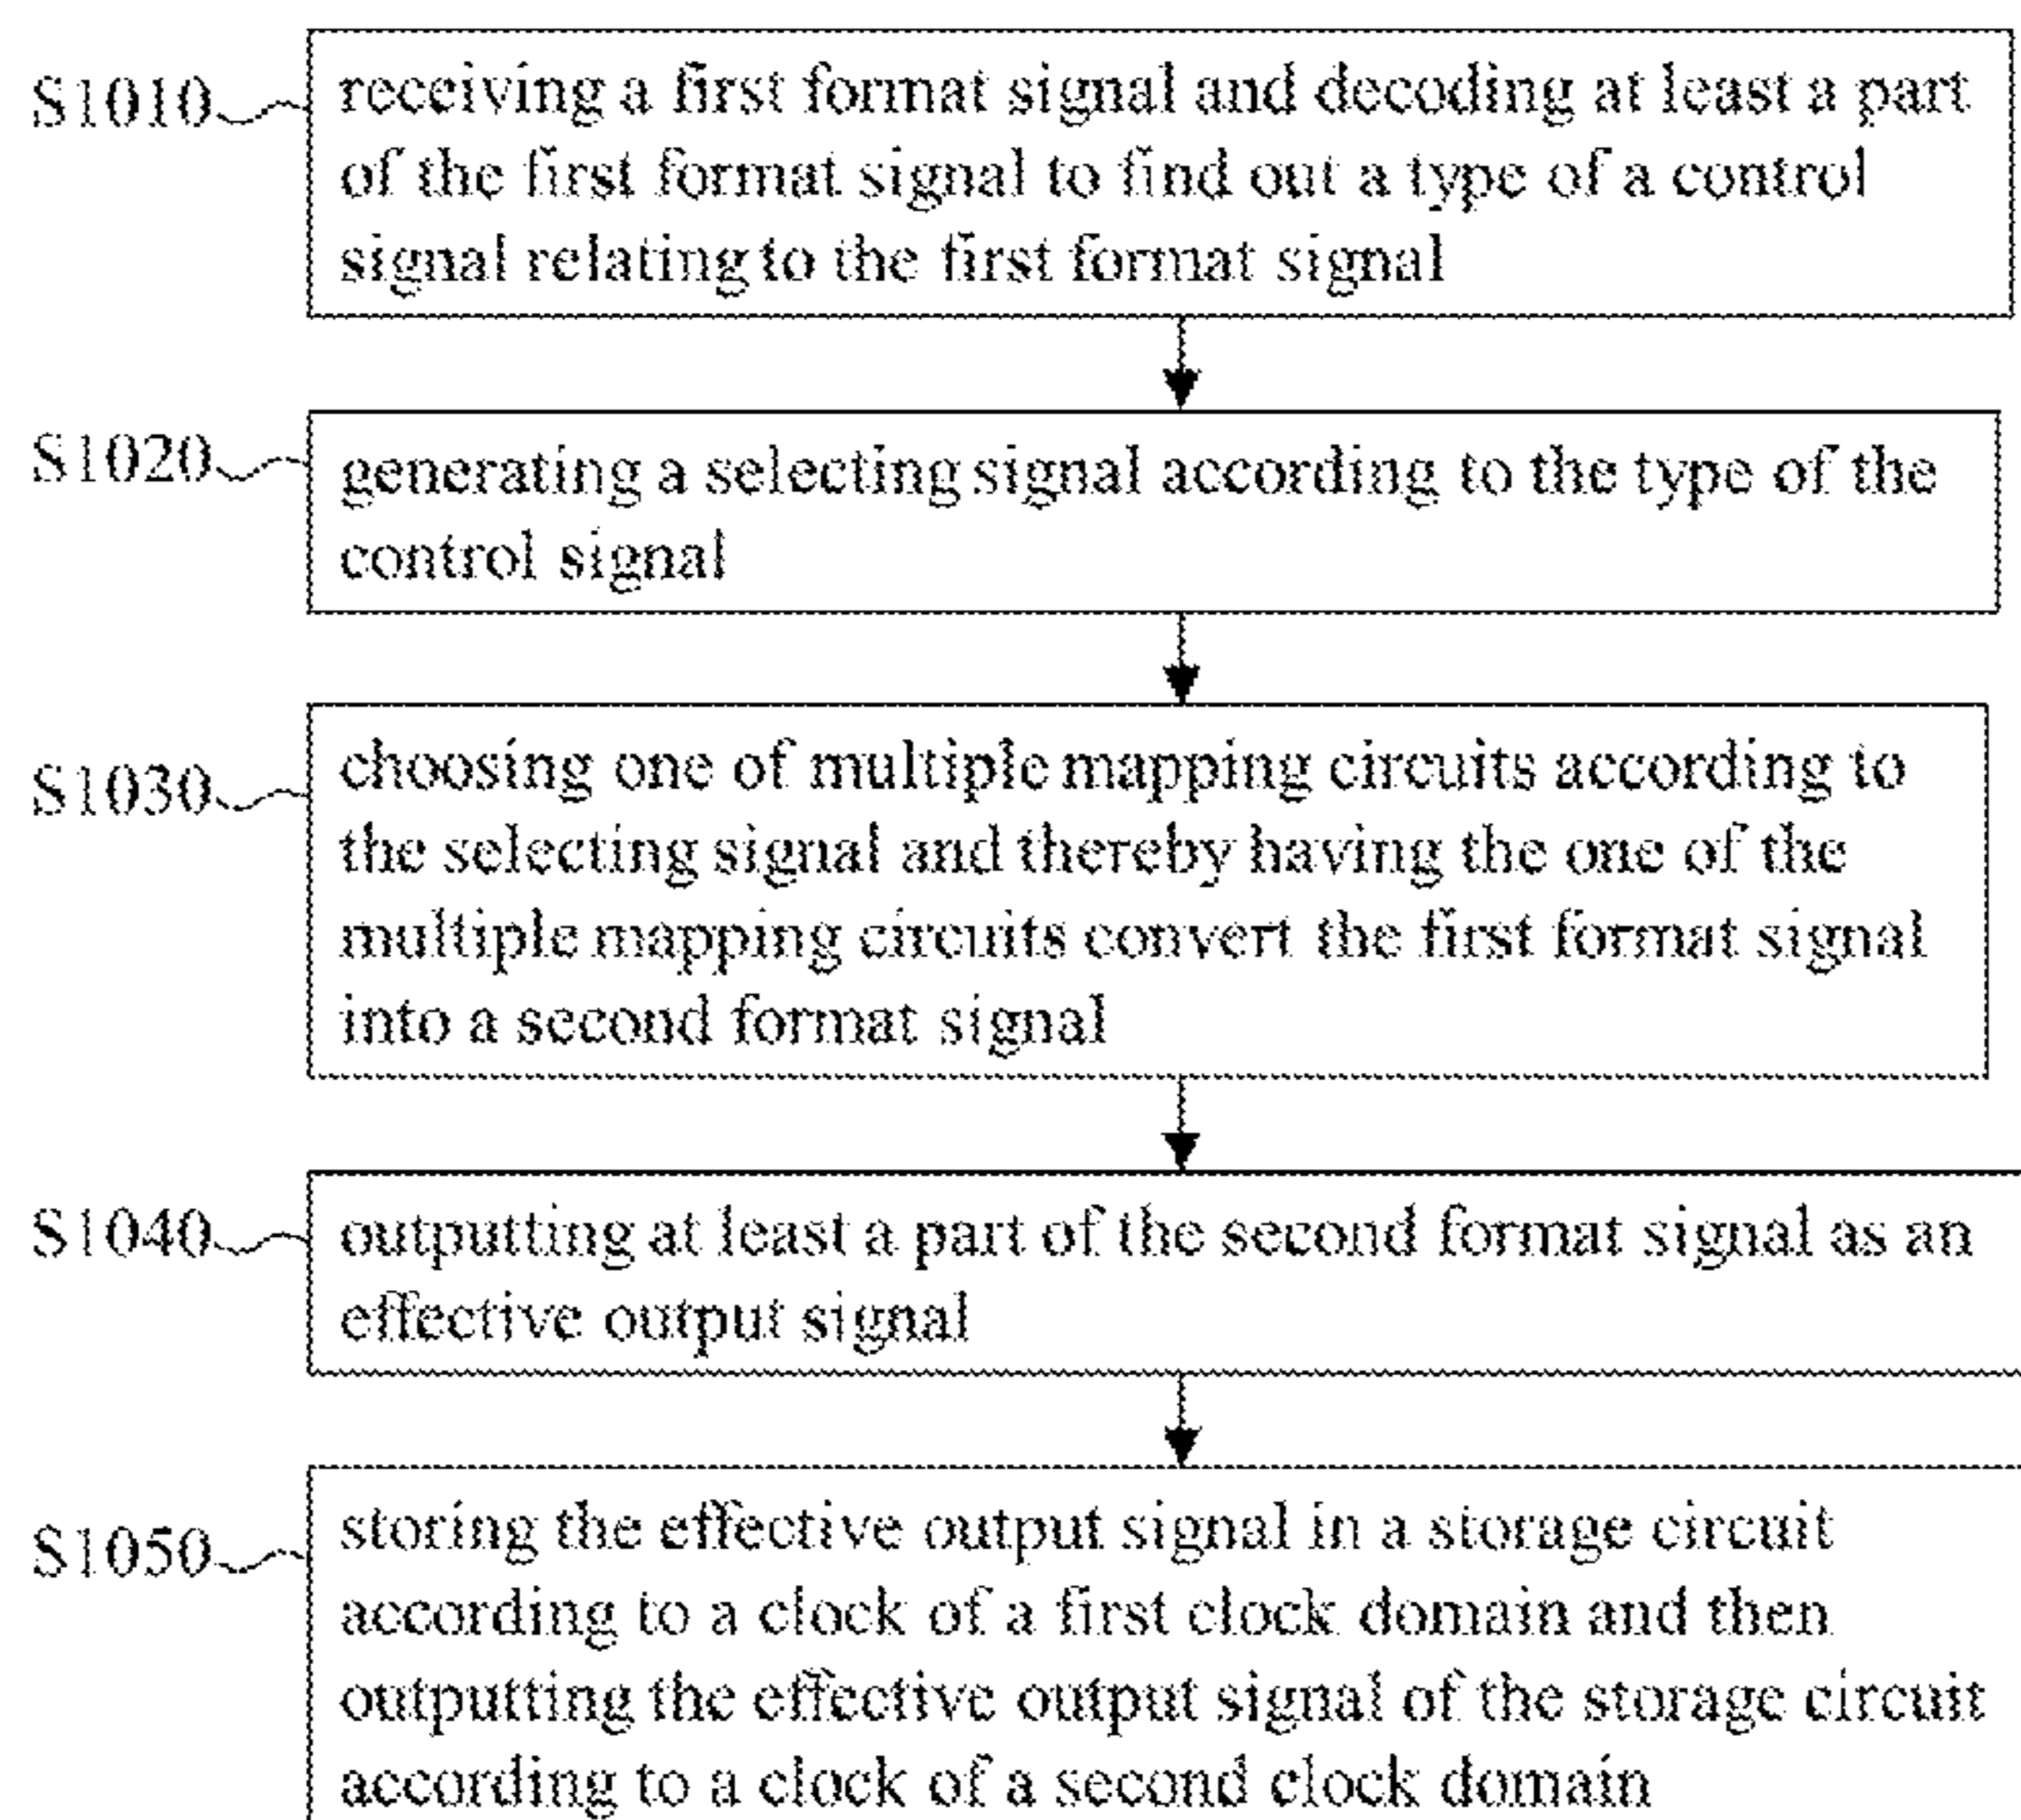 S1010
receiving a first format signal and decoding at least a part
of the first format signal to find out a type of a control
signal relating to the first format signal
S1020
generating a selecting signal according to the type of the
control signal
S1030
choosing one of multiple mapping circuits according to
the selecting signal and thereby having the one of the
multiple mapping circuits convert the first format signal
into a second format signal
S1040
outputting at least a part of the second format signal as an
effective output signal
S1050
storing the effective output signal in a storage circuit
according to a clock of a first clock domain and then
outputting the effective output signal of the storage circuit
according to a clock of a second clock domain